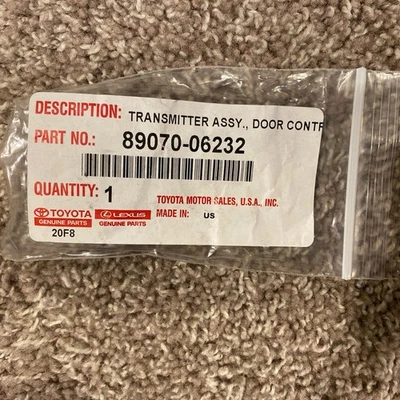 DESCRIPTION: TRANSMITTER ASSY., DOOR CONTR
PART NO.: 89070-06232
QUANTITY: 1
TOYOTA MOTOR SALES, U.S.A., INC.
MADE IN: US
TOYOTA LEXUS
GENUINE PARTS GENUINE PARTS
20F8